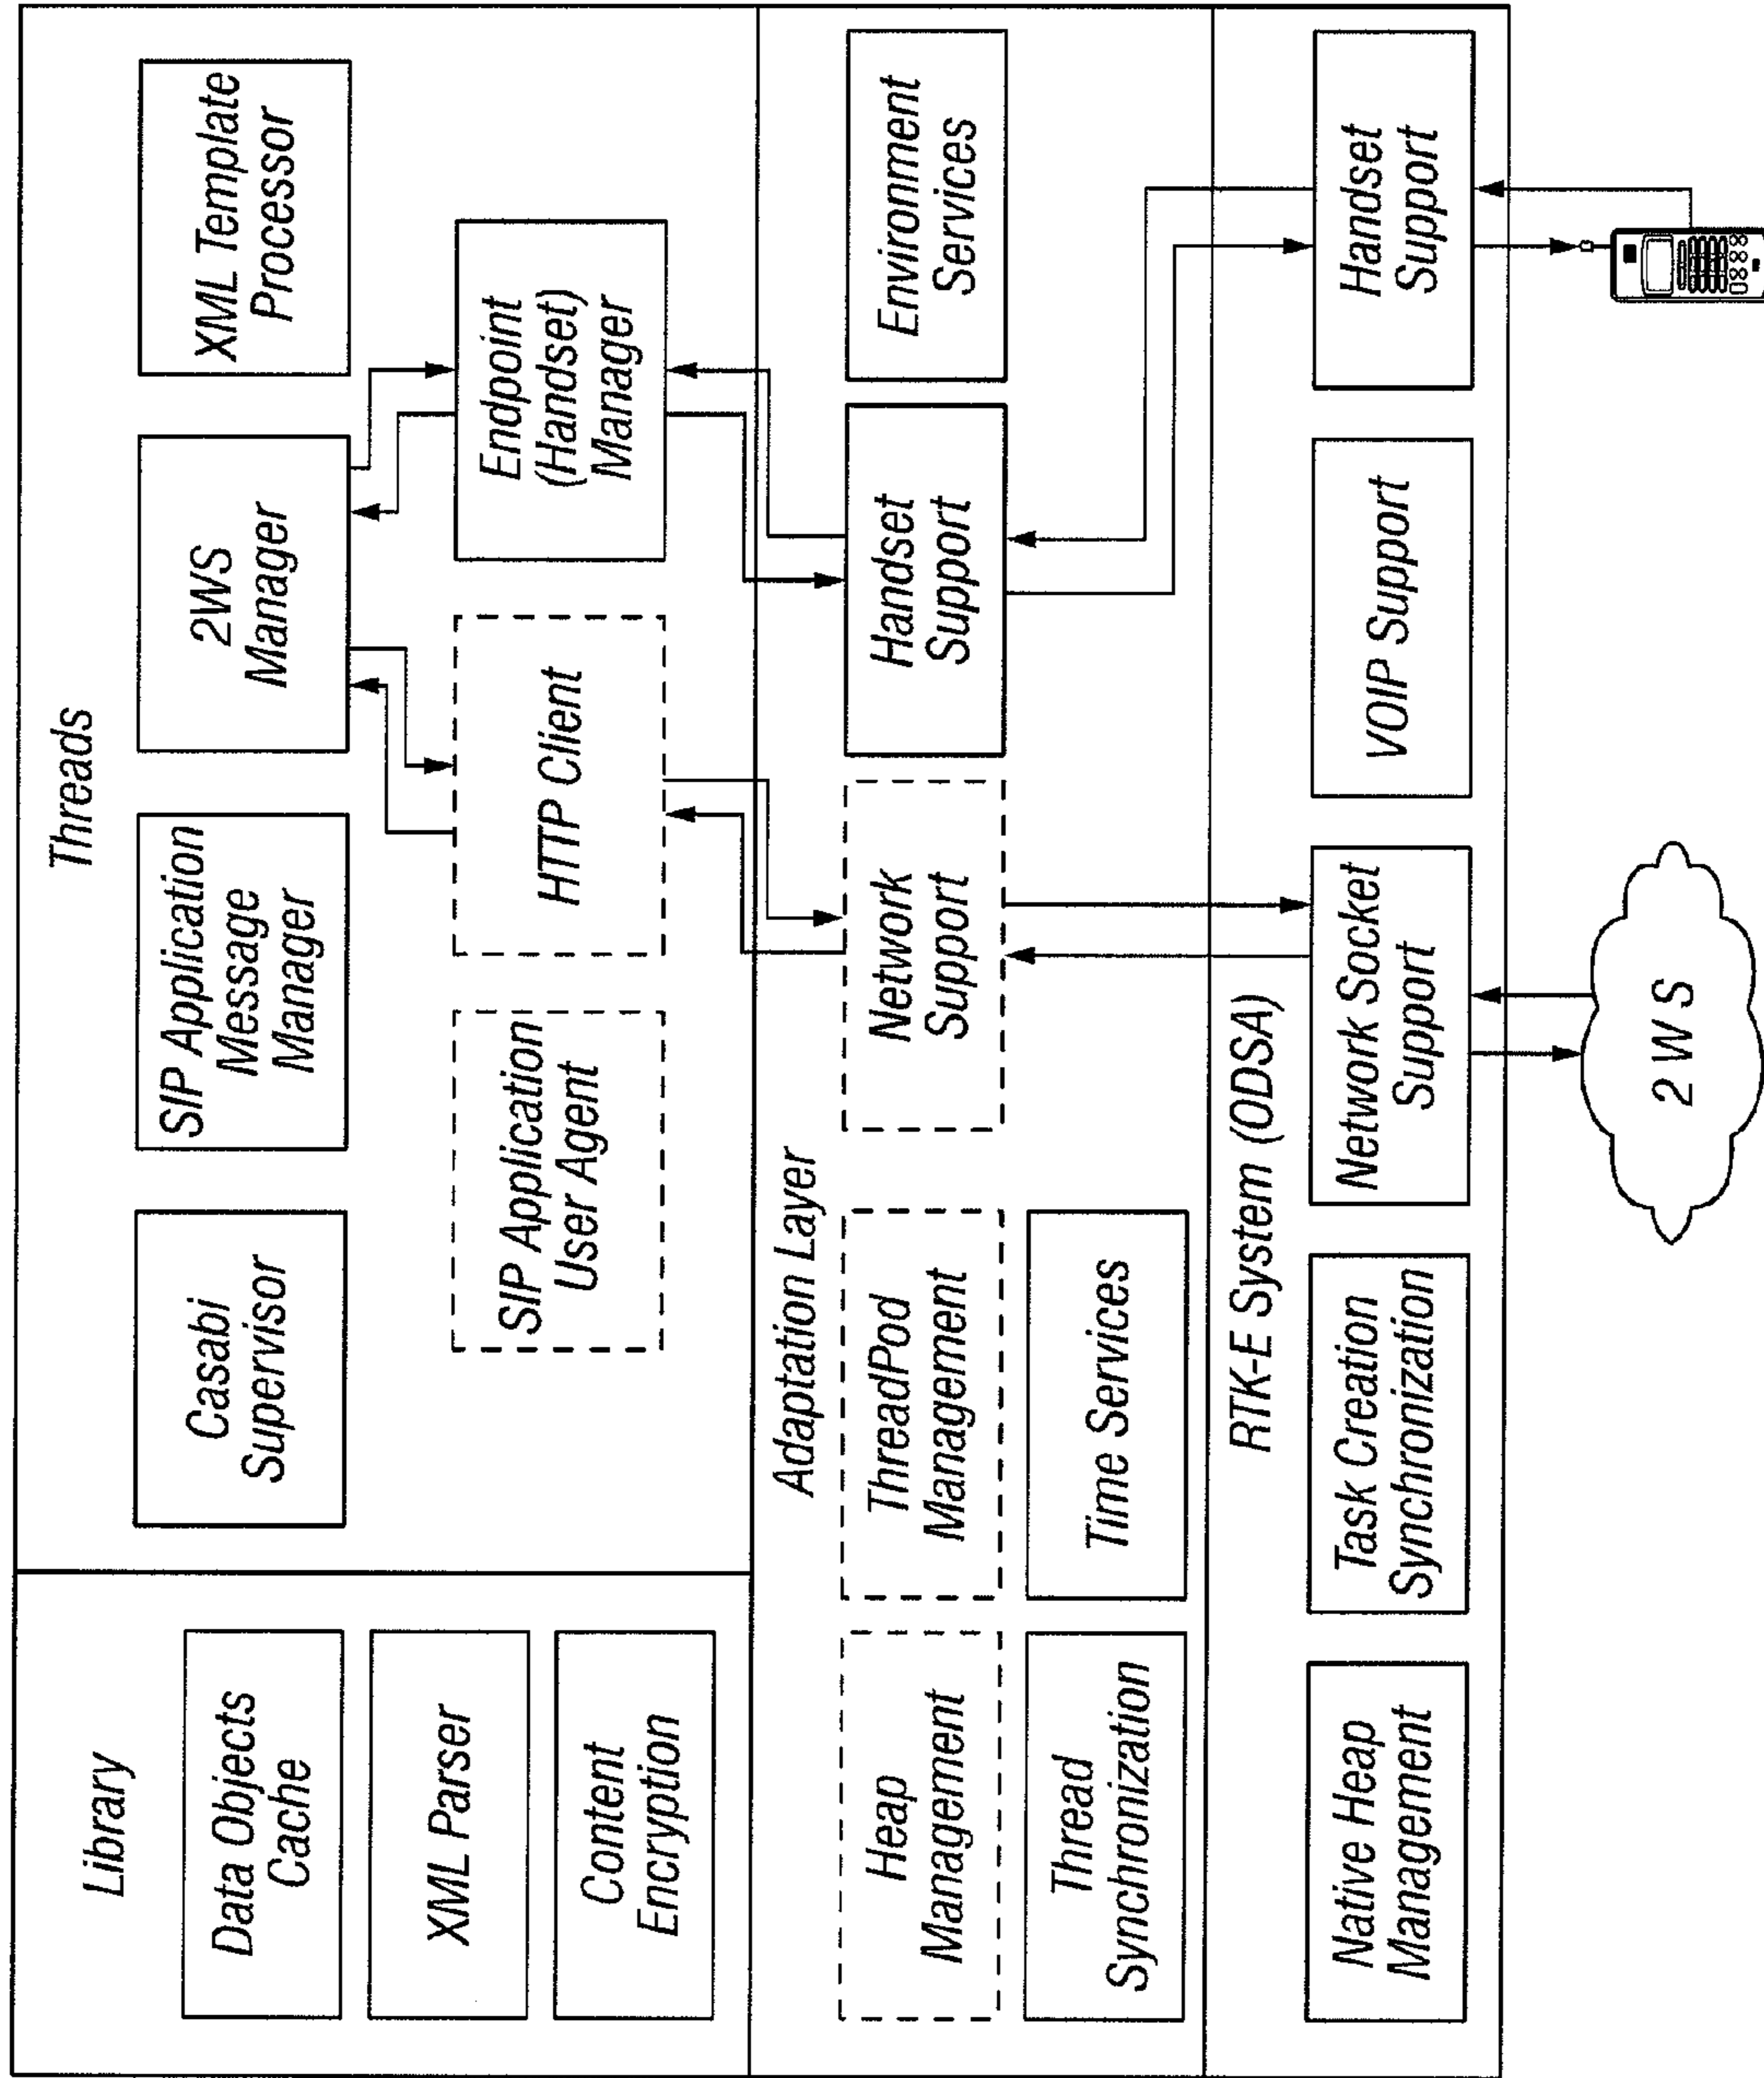 Library
Data Objects
Cache
XML Parser
Content
Encryption
Threads
Casabi
Supervisor
SIP Application
Message
Manager
2WS
Manager
XML Template
Processor
SIP Application
User Agent
HTTP Client
Endpoint
(Handset)
Manager
Adaptation Layer
Heap
Management
ThreadPod
Management
Network
Support
Handset
Support
Environment
Services
Thread
Synchronization
Time Services
RTK-E System (ODSA)
Native Heap
Management
Task Creation
Synchronization
Network Socket
Support
VOIP Support
Handset
Support
2 W S